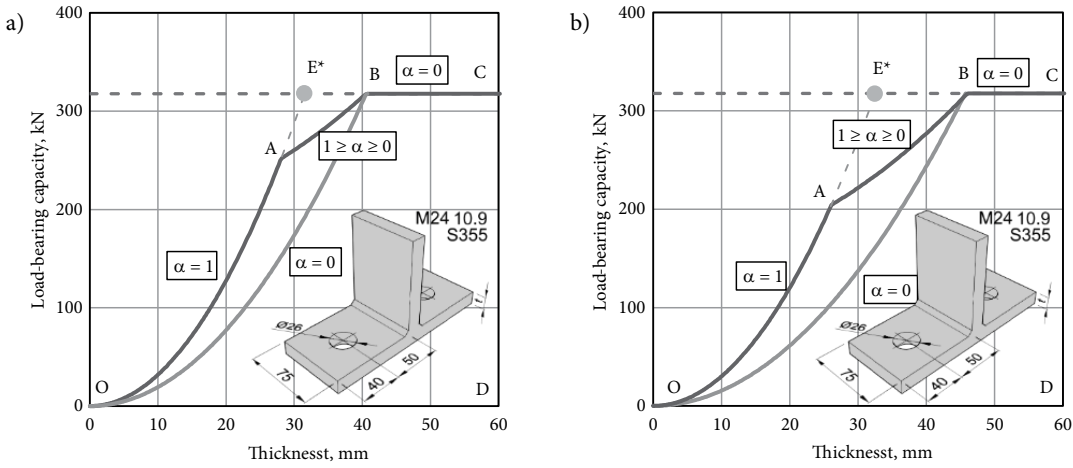 a)
Load-bearing capacity, kN
400
300
200
100
0
E*
B
α = 0
C
A
1 ≥ α ≥ 0
M24 10.9
S355
α = 1
α = 0
t
Ø26
50
40
75
O
D
0 10 20 30 40 50 60
Thicknesst, mm
b)
Load-bearing capacity, kN
400
300
200
100
0
E*
B
α = 0
C
1 ≥ α ≥ 0
A
M24 10.9
S355
α = 1
α = 0
t
Ø26
50
40
75
O
D
0 10 20 30 40 50 60
Thicknesst, mm